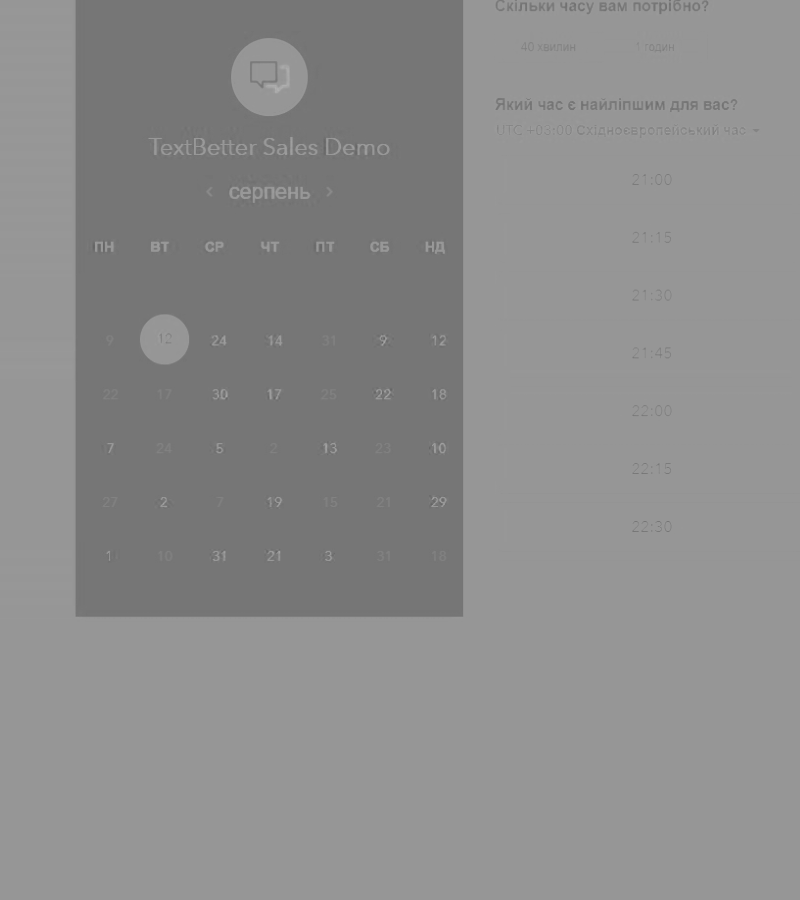 Скільки часу вам потрібно?
40 хвилин 1 годин
TextBetter Sales Demo
серпень
ПН ВТ СР ЧТ ПТ СБ НД
9 12 24 14 31 9 12
22 17 30 17 25 22 18
7 24 5 2 13 23 10
27 2 7 19 15 21 29
1 10 31 21 3 31 18
Який час є найліпшим для вас?
UTC +03:00 Східноєвропейський час
21:00
21:15
21:30
21:45
22:00
22:15
22:30